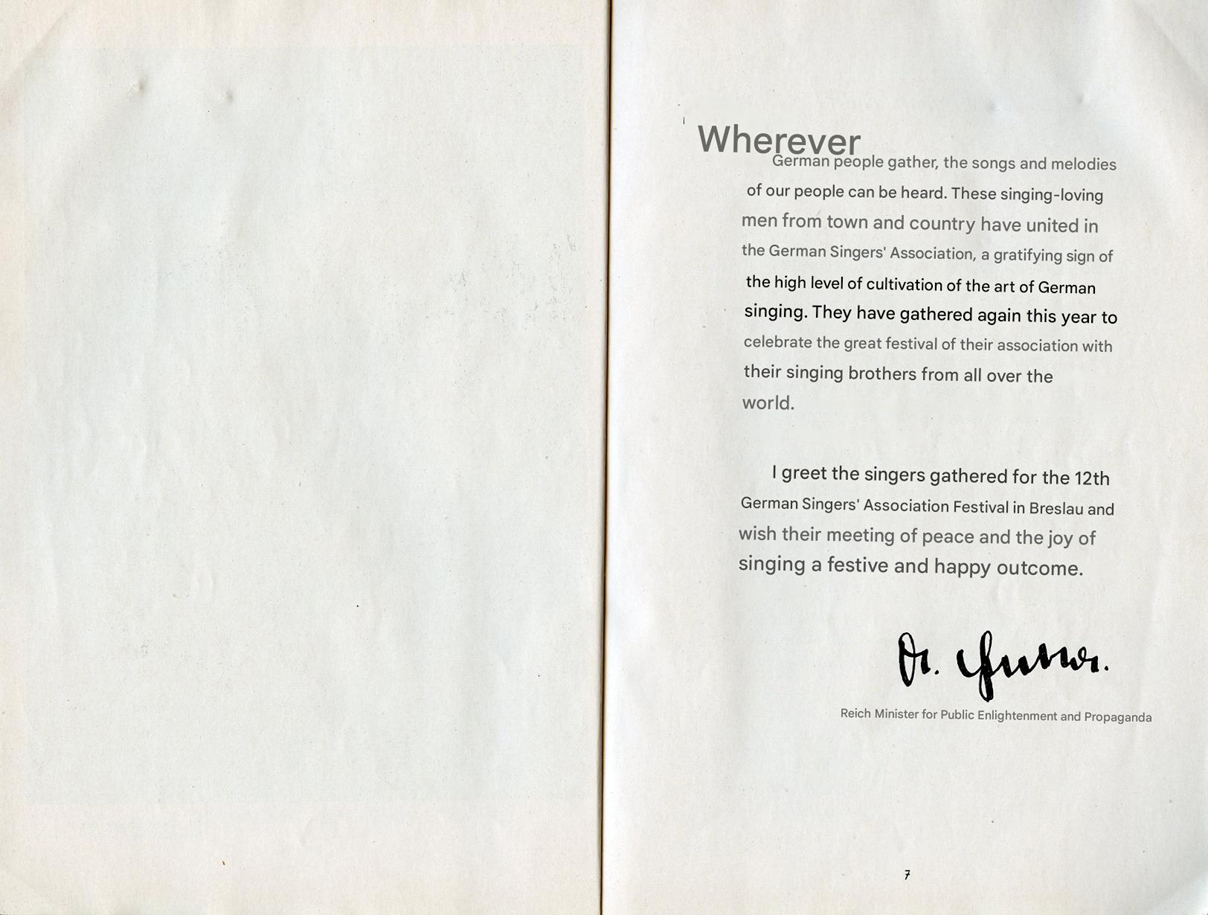 Wherever
German people gather, the songs and melodies
of our people can be heard. These singing-loving
men from town and country have united in
the German Singers' Association, a gratifying sign of
the high level of cultivation of the art of German
singing. They have gathered again this year to
celebrate the great festival of their association with
their singing brothers from all over the
world.
I greet the singers gathered for the 12th
German Singers' Association Festival in Breslau and
wish their meeting of peace and the joy of
singing a festive and happy outcome.
Dr.
Reich Minister for Public Enlightenment and Propaganda
7